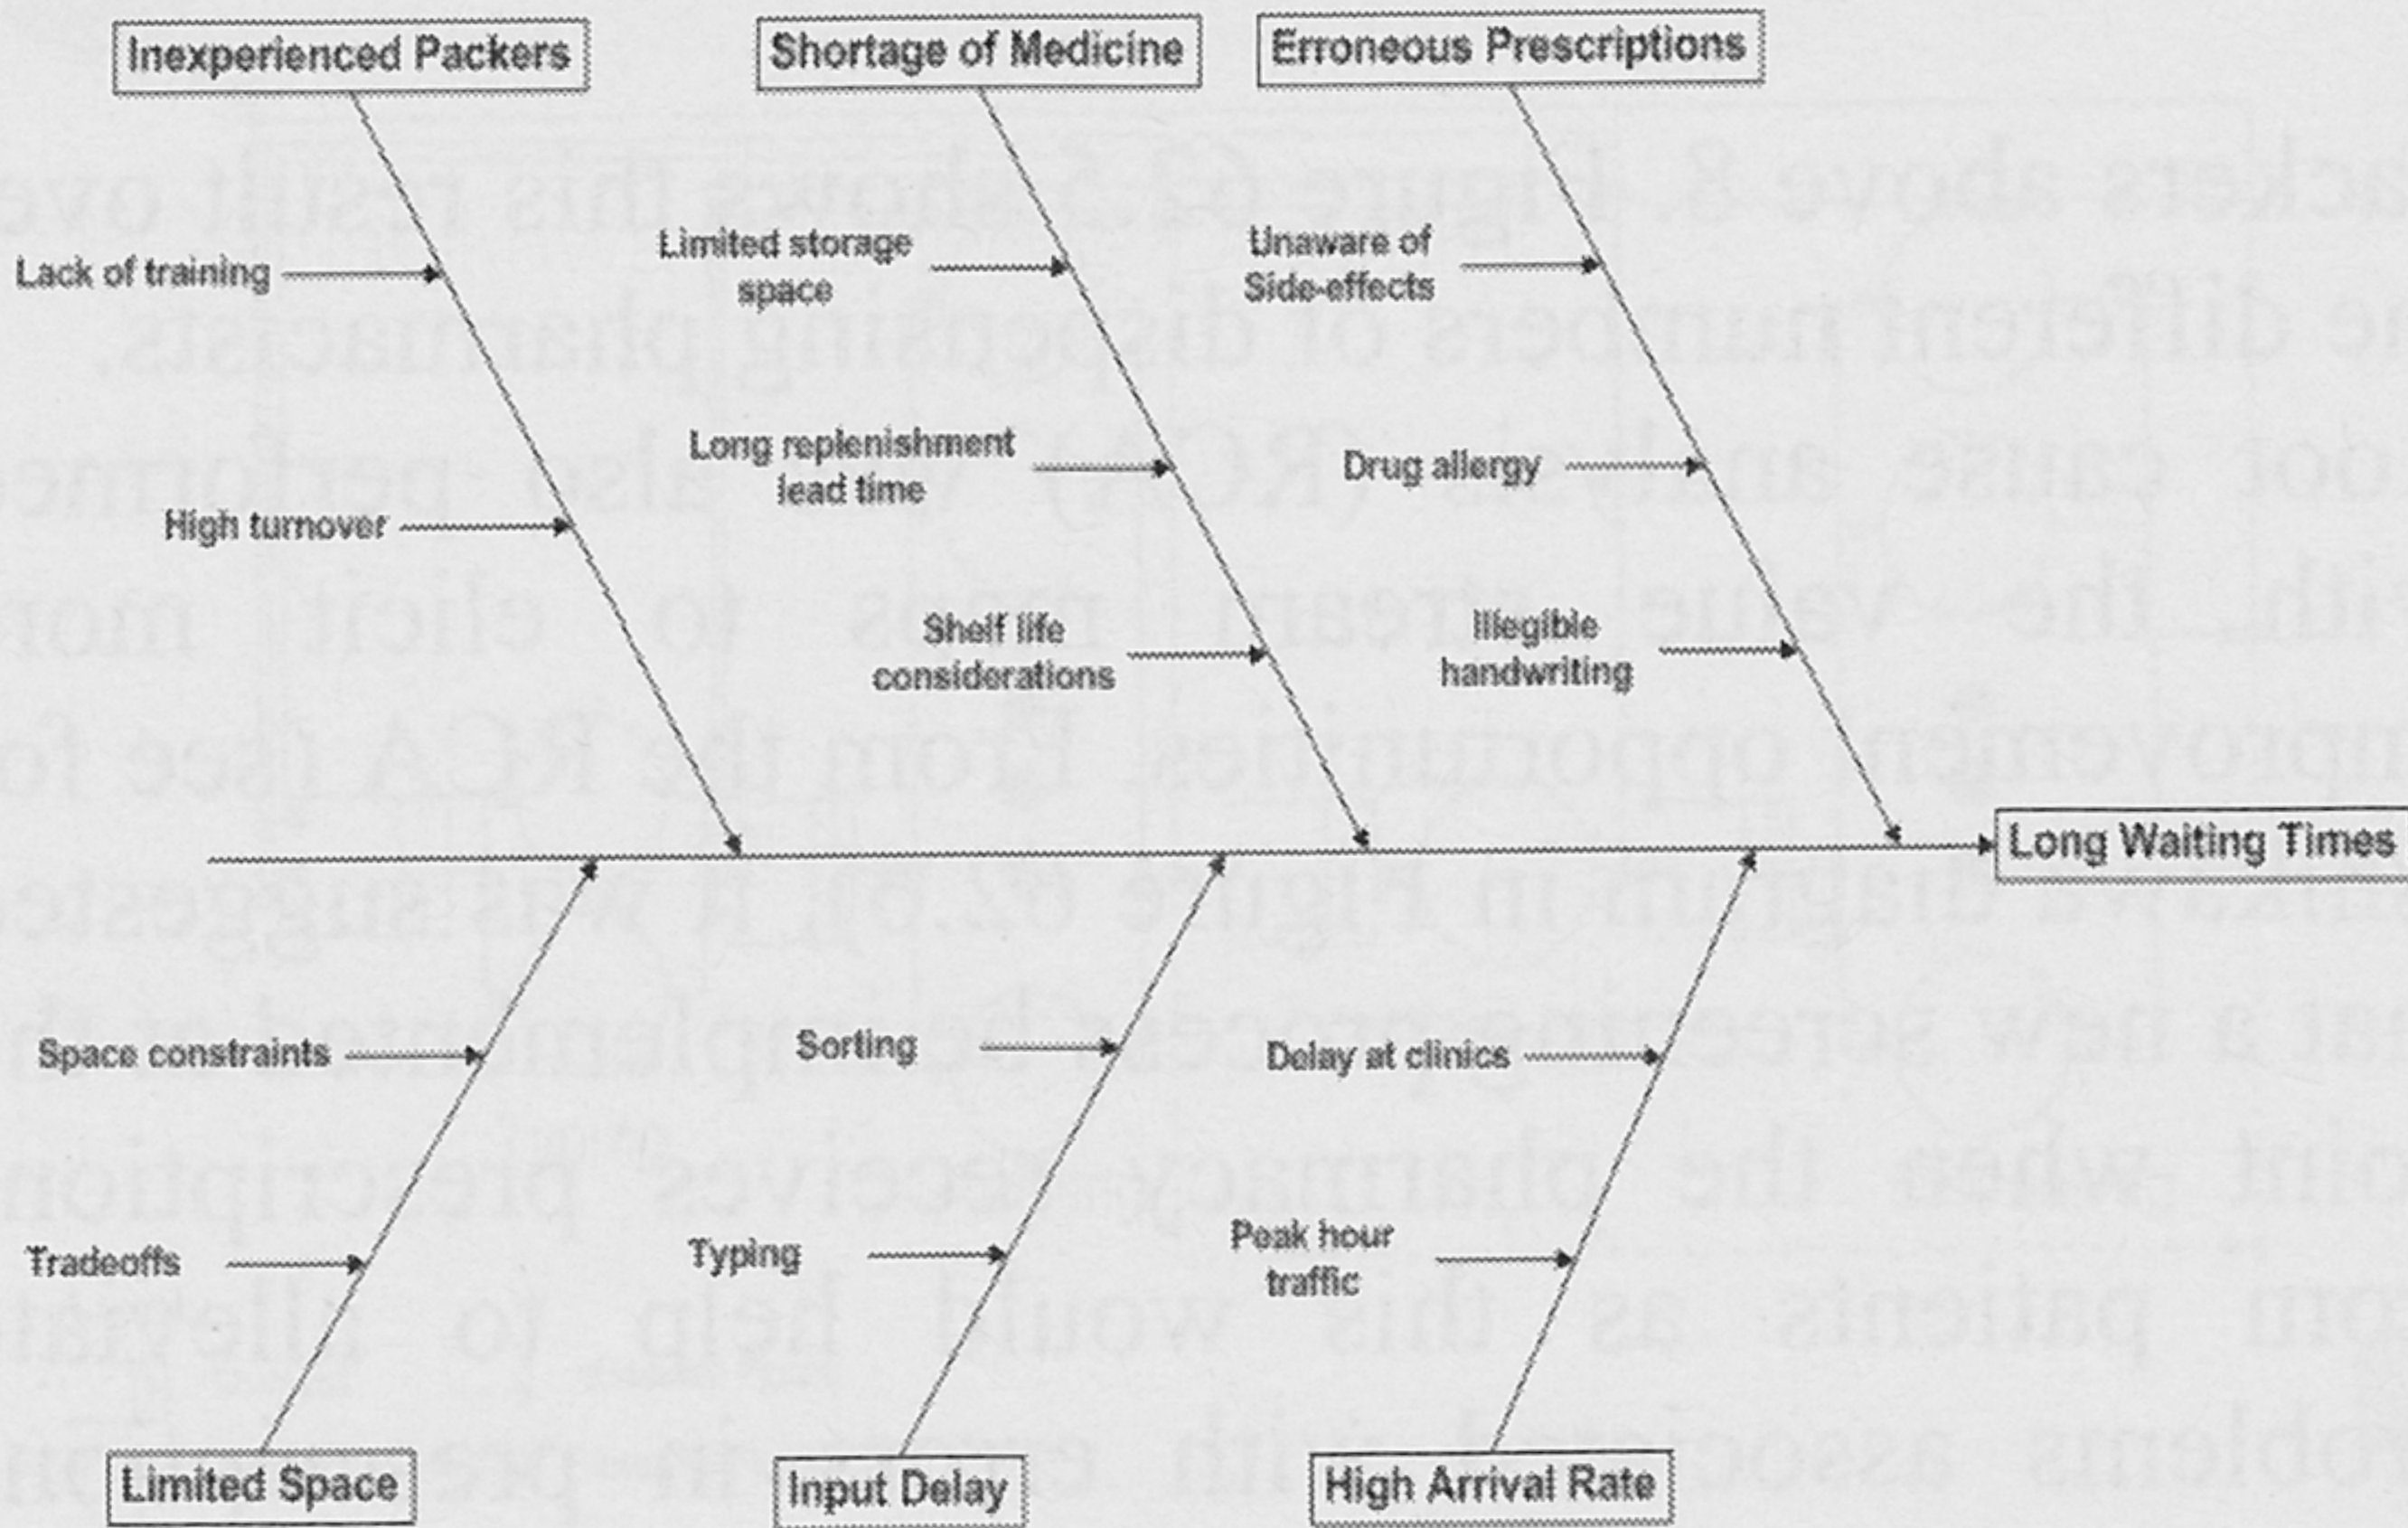 Inexperienced Packers
Shortage of Medicine
Erroneous Prescriptions
Lack of training
High turnover
Limited storage
space
Long replenishment
lead time
Shelf life
considerations
Unaware of
Side-effects
Drug allergy
Illegible
handwriting
Long Waiting Times
Space constraints
Tradeoffs
Sorting
Typing
Delay at clinics
Peak hour
traffic
Limited Space
Input Delay
High Arrival Rate